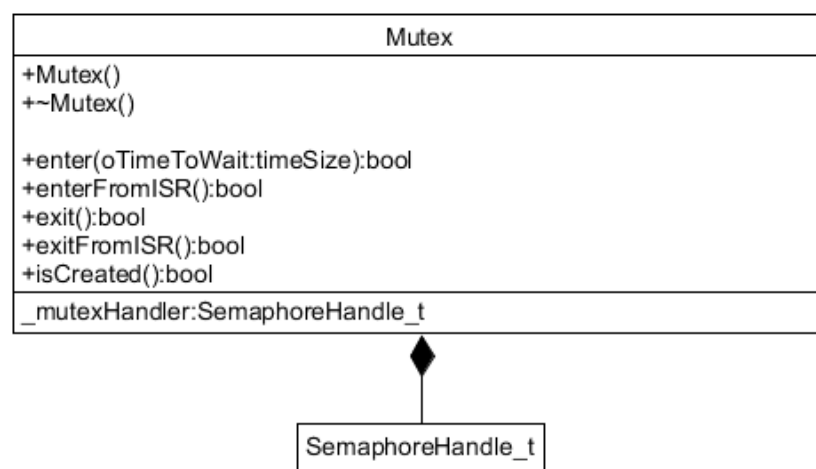 Mutex
+Mutex()
+~Mutex()
+enter(oTimeToWait:timeSize):bool
+enterFromISR():bool
+exit():bool
+exitFromISR():bool
+isCreated():bool
_mutexHandler:SemaphoreHandle_t
SemaphoreHandle_t